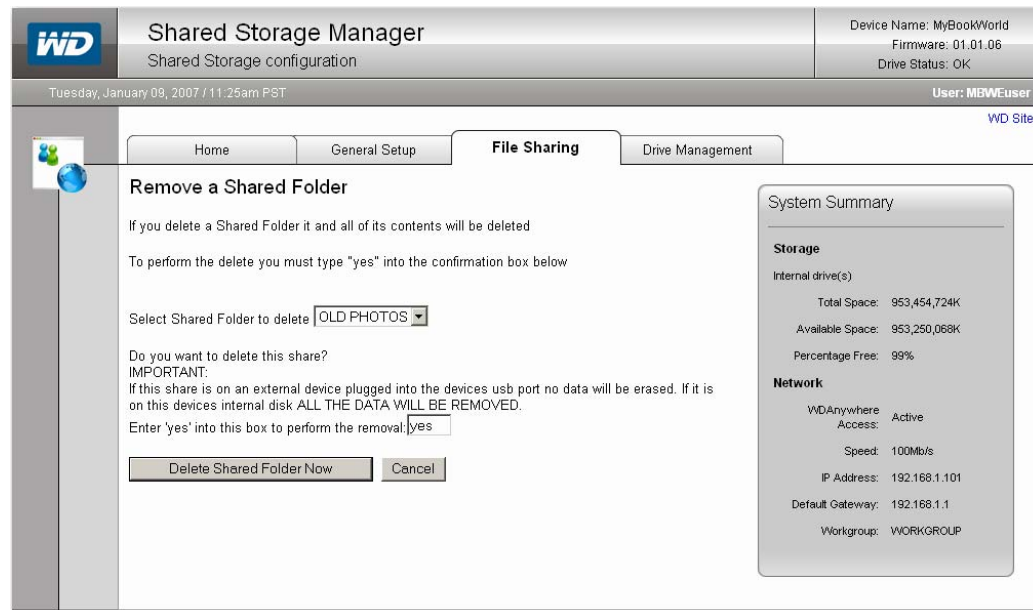 WD
Shared Storage Manager
Shared Storage configuration
Device Name: MyBookWorld
Firmware: 01.01.06
Drive Status: OK
Tuesday, January 09, 2007 / 11:25am PST
User: MBWEuser
WD Site
Home
General Setup
File Sharing
Drive Management
Remove a Shared Folder
If you delete a Shared Folder it and all of its contents will be deleted
To perform the delete you must type "yes" into the confirmation box below
Select Shared Folder to delete OLD PHOTOS
Do you want to delete this share?
IMPORTANT:
If this share is on an external device plugged into the devices usb port no data will be erased. If it is
on this devices internal disk ALL THE DATA WILL BE REMOVED.
Enter 'yes' into this box to perform the removal: yes
Delete Shared Folder Now
Cancel
System Summary
Storage
Internal drive(s)
Total Space: 953,454,724K
Available Space: 953,250,068K
Percentage Free: 99%
Network
WDAnywhere
Access: Active
Speed: 100Mb/s
IP Address: 192.168.1.101
Default Gateway: 192.168.1.1
Workgroup: WORKGROUP